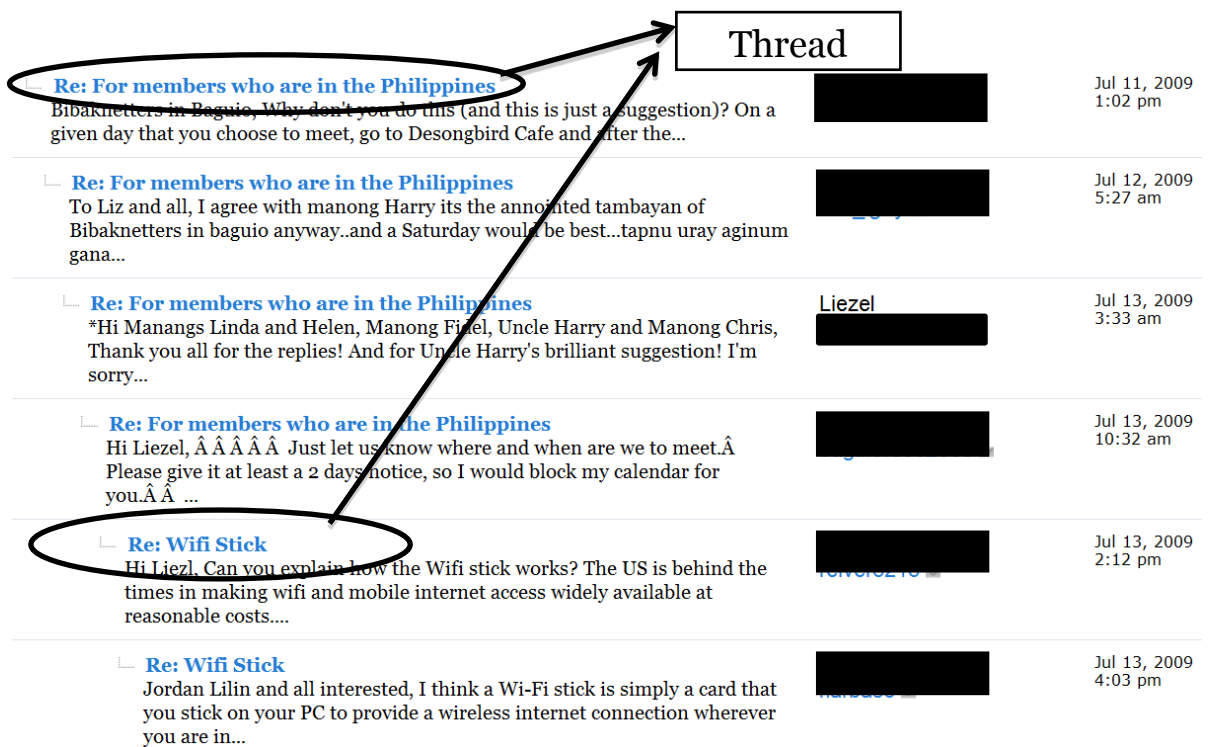 Thread
Re: For members who are in the Philippines
Jul 11, 2009
1:02 pm
Bibaknetters in Baguio, Why don't you do this (and this is just a suggestion)? On a
given day that you choose to meet, go to Desongbird Cafe and after the...
Re: For members who are in the Philippines
Jul 12, 2009
5:27 am
To Liz and all, I agree with manong Harry its the annointed tambayan of
Bibaknetters in baguio anyway..and a Saturday would be best...tapnu uray aginum
gana...
Re: For members who are in the Philippines
Liezel
Jul 13, 2009
3:33 am
*Hi Manangs Linda and Helen, Manong Fidel, Uncle Harry and Manong Chris,
Thank you all for the replies! And for Uncle Harry's brilliant suggestion! I'm
sorry...
Re: For members who are in the Philippines
Jul 13, 2009
10:32 am
Hi Liezel, Â Â Â Â Â Just let us know where and when are we to meet.Â
Please give it at least a 2 days notice, so I would block my calendar for
you.Â Â ...
Re: Wifi Stick
Jul 13, 2009
2:12 pm
Hi Liezl, Can you explain how the Wifi stick works? The US is behind the
times in making wifi and mobile internet access widely available at
reasonable costs....
Re: Wifi Stick
Jul 13, 2009
4:03 pm
Jordan Lilin and all interested, I think a Wi-Fi stick is simply a card that
you stick on your PC to provide a wireless internet connection wherever
you are in...